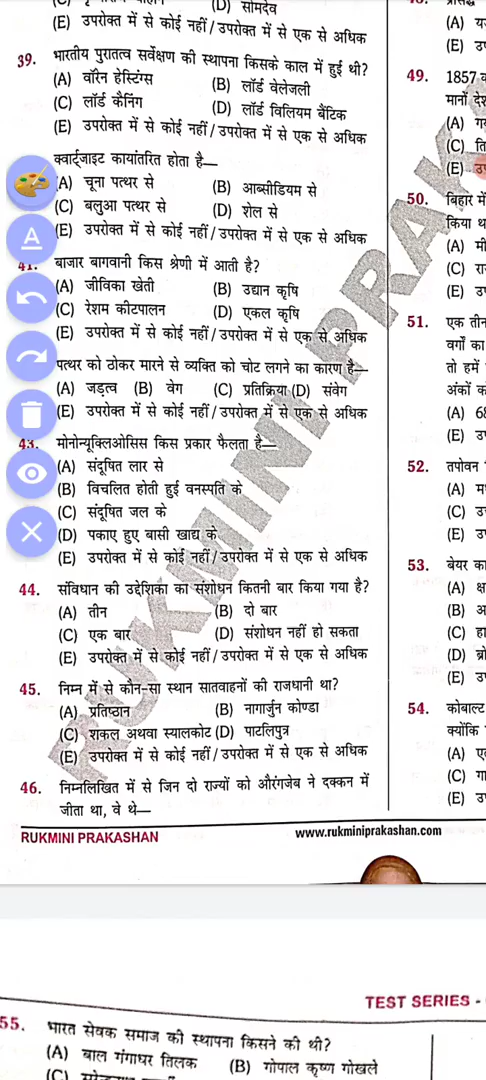 (D) सोमदेव
(E) उपरोक्त में से कोई नहीं/उपरोक्त में से एक से अधिक
39. भारतीय पुरातत्व सर्वेक्षण की स्थापना किसके काल में हुई थी?
(A) वॉरेन हेस्टिंग्स (B) लॉर्ड वेलेजली
(C) लॉर्ड कैनिंग (D) लॉर्ड विलियम बैंटिक
(E) उपरोक्त में से कोई नहीं/उपरोक्त में से एक से अधिक
क्वार्ट्जाइट कायांतरित होता है—
(A) चूना पत्थर से (B) आब्सीडियम से
(C) बलुआ पत्थर से (D) शेल से
(E) उपरोक्त में से कोई नहीं/उपरोक्त में से एक से अधिक
41. बाजार बागवानी किस श्रेणी में आती है?
(A) जीविका खेती (B) उद्यान कृषि
(C) रेशम कीटपालन (D) एकल कृषि
(E) उपरोक्त में से कोई नहीं/उपरोक्त में से एक से अधिक
पत्थर को ठोकर मारने से व्यक्ति को चोट लगने का कारण है—
(A) जड़त्व (B) वेग (C) प्रतिक्रिया (D) संवेग
(E) उपरोक्त में से कोई नहीं/उपरोक्त में से एक से अधिक
43. मोनोन्यूक्लिओसिस किस प्रकार फैलता है—
(A) संदूषित लार से
(B) विचलित होती हुई वनस्पति के
(C) संदूषित जल के
(D) पकाए हुए बासी खाद्य के
(E) उपरोक्त में से कोई नहीं/उपरोक्त में से एक से अधिक
44. संविधान की उद्देशिका का संशोधन कितनी बार किया गया है?
(A) तीन (B) दो बार
(C) एक बार (D) संशोधन नहीं हो सकता
(E) उपरोक्त में से कोई नहीं/उपरोक्त में से एक से अधिक
45. निम्न में से कौन-सा स्थान सातवाहनों की राजधानी था?
(A) प्रतिष्ठान (B) नागार्जुन कोण्डा
(C) शकल अथवा स्यालकोट (D) पाटलिपुत्र
(E) उपरोक्त में से कोई नहीं/उपरोक्त में से एक से अधिक
46. निम्नलिखित में से जिन दो राज्यों को औरंगजेब ने दक्कन में
जीता था, वे थे—
RUKMINI PRAKASHAN www.rukminiprakashan.com
(A)
(E)
49. 1857
मानों
(A)
(C)
(E)
50. बिहार में
किया
(A)
(C)
(E)
51. एक तीन
वर्गों का
तो हमें
अंकों
(A) 68
(E)
52. तपोवन
(A)
(C)
(E)
53. बेयर का
(A)
(B)
(C)
(D)
(E)
54. कोबाल्ट
क्योंकि
(A)
(C)
(E)
TEST SERIES -
55. भारत सेवक समाज की स्थापना किसने की थी?
(A) बाल गंगाधर तिलक (B) गोपाल कृष्ण गोखले
RUKMINI PRAK